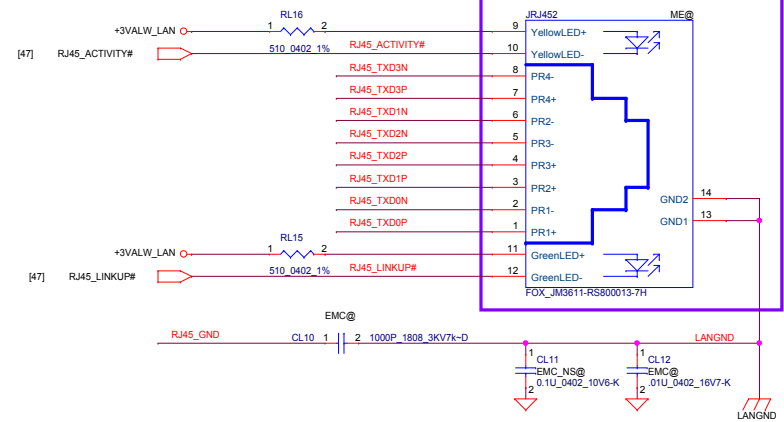 JRJ452 ME@
RL16
+3VALW_LAN 1 2 9 YellowLED+
[47] RJ45_ACTIVITY# 510_0402_1% RJ45_ACTIVITY# 10 YellowLED-
RJ45_TXD3N 8 PR4-
RJ45_TXD3P 7 PR4+
RJ45_TXD1N 6 PR2-
RJ45_TXD2N 5 PR3-
RJ45_TXD2P 4 PR3+
RJ45_TXD1P 3 PR2+
GND2 14
RJ45_TXD0N 2 PR1-
GND1 13
RJ45_TXD0P 1 PR1+
RL15
+3VALW_LAN 1 2 11 GreenLED+
[47] RJ45_LINKUP# 510_0402_1% RJ45_LINKUP# 12 GreenLED-
FOX_JM3611-RS800013-7H
EMC@
RJ45_GND CL10 1 2 1000P_1808_3KV7k~D LANGND
1 CL11 1 CL12
EMC_NS@ EMC@
2 0.1U_0402_10V6-K 2 .01U_0402_16V7-K
LANGND